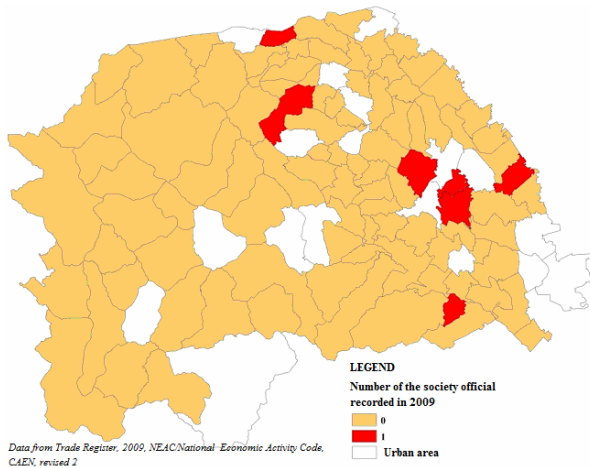 LEGEND
Number of the society official
recorded in 2009
0
1
Urban area
Data from Trade Register, 2009, NEAC/National Economic Activity Code,
CAEN, revised 2